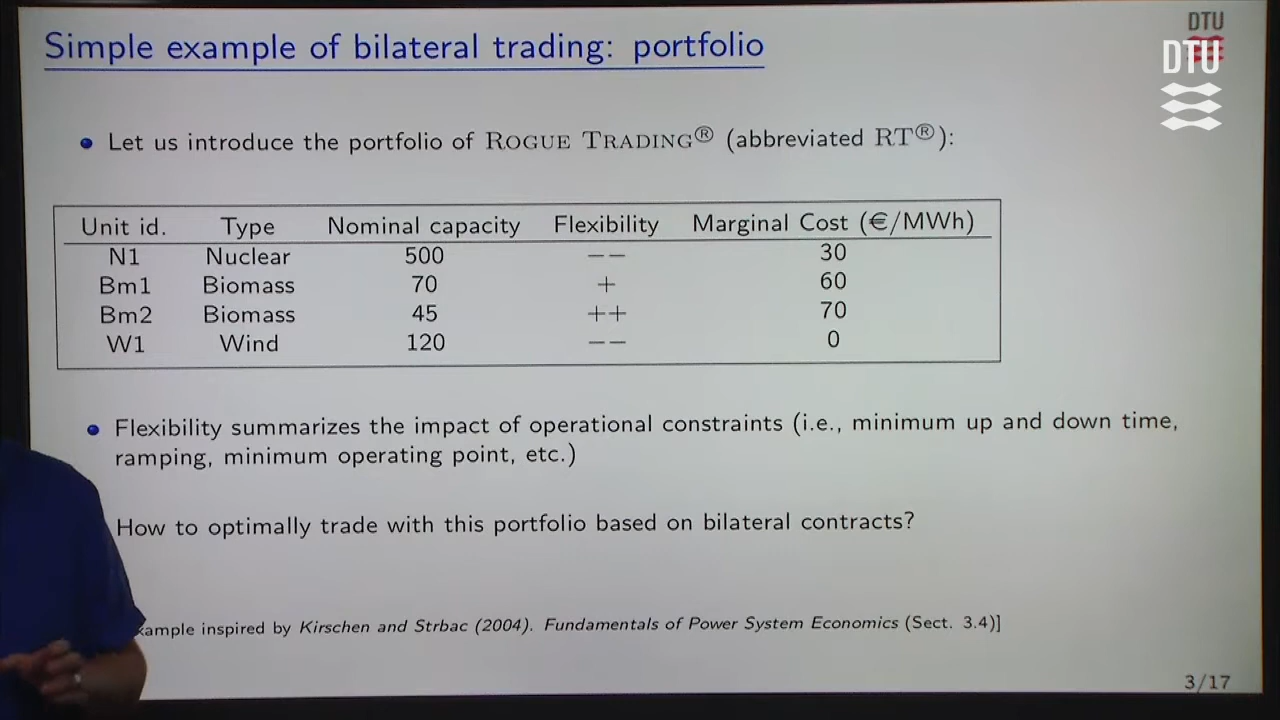 Simple example of bilateral trading: portfolio
DTU
DTU
Let us introduce the portfolio of ROGUE TRADING® (abbreviated RT®):
Unit id. Type Nominal capacity Flexibility Marginal Cost (€/MWh)
N1 Nuclear 500 −− 30
Bm1 Biomass 70 + 60
Bm2 Biomass 45 ++ 70
W1 Wind 120 −− 0
Flexibility summarizes the impact of operational constraints (i.e., minimum up and down time,
ramping, minimum operating point, etc.)
How to optimally trade with this portfolio based on bilateral contracts?
xample inspired by Kirschen and Strbac (2004). Fundamentals of Power System Economics (Sect. 3.4)]
3/17